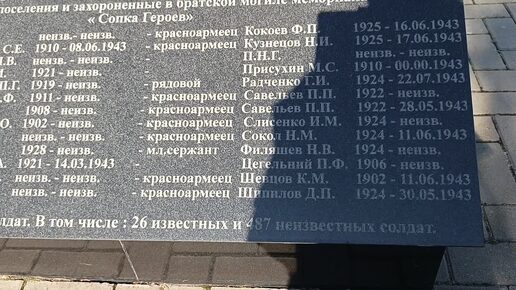 поселения и захороненные в братской могиле мемориа
« Сопка Героев»
неизв.- неизв. - красноармеец Кокоев Ф.П. 1925 - 16.06.1943
С.Е. 1910 - 08.06.1943 - красноармеец Кузнецов Н.И. 1925 - 17.06.1943
В. неизв. - неизв. - П.Н.Г. неизв. - неизв.
И. 1921 - неизв. - Присухин М.С. 1910 - 00.00.1943
П.Г. 1919 - неизв. - рядовой Радченко Г.И. 1924 - 22.07.1943
Ф. 1911 - неизв. - красноармеец Савельев П.П. 1922 - неизв.
1908 - неизв. - красноармеец Савельев П.П. 1922 - 28.05.1943
О. 1902 - неизв. - красноармеец Слисенко И.М. 1924 - неизв.
неизв. - неизв. - красноармеец Сокол Н.М. 1924 - 11.06.1943
1928 - неизв. - мл.сержант Филяшев Н.В. 1924 - неизв.
А. 1921 - 14.03.1943 - Цегельний П.Ф. 1906 - неизв.
неизв. - неизв. - красноармеец Шевцов К.М. 1902 - 11.06.1943
неизв. - неизв. - красноармеец Шипилов Д.П. 1924 - 30.05.1943
лдат. В том числе : 26 известных и 487 неизвестных солдат.